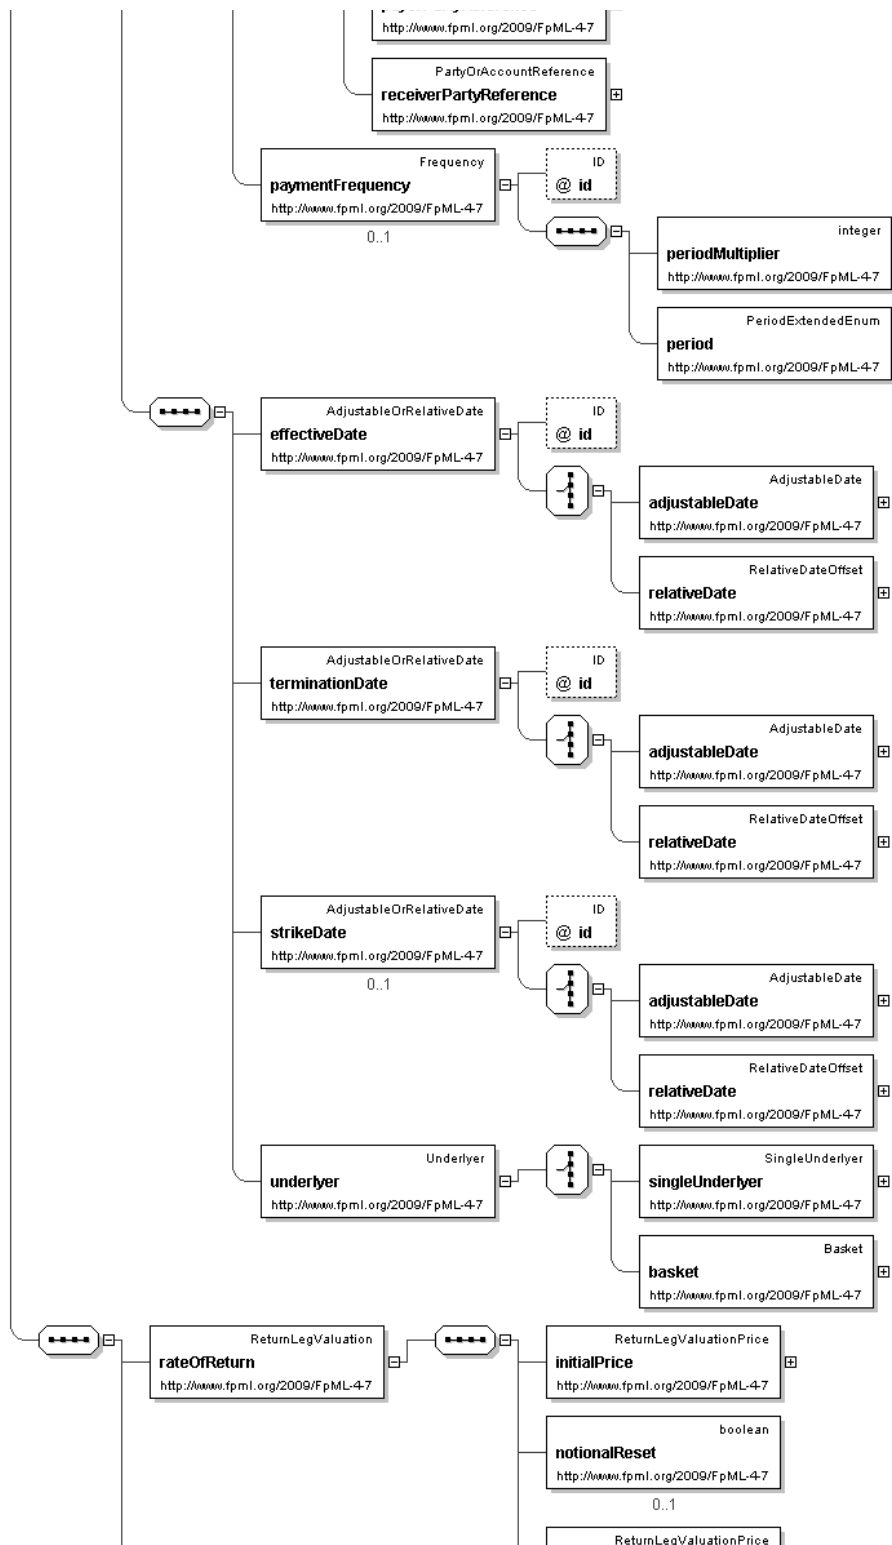 http://www.fpml.org/2009/FpML-4-7
PartyOrAccountReference
receiverPartyReference
http://www.fpml.org/2009/FpML-4-7
Frequency
paymentFrequency
http://www.fpml.org/2009/FpML-4-7
0..1
ID
@ id
integer
periodMultiplier
http://www.fpml.org/2009/FpML-4-7
PeriodExtendedEnum
period
http://www.fpml.org/2009/FpML-4-7
AdjustableOrRelativeDate
effectiveDate
http://www.fpml.org/2009/FpML-4-7
ID
@ id
AdjustableDate
adjustableDate
http://www.fpml.org/2009/FpML-4-7
RelativeDateOffset
relativeDate
http://www.fpml.org/2009/FpML-4-7
AdjustableOrRelativeDate
terminationDate
http://www.fpml.org/2009/FpML-4-7
ID
@ id
AdjustableDate
adjustableDate
http://www.fpml.org/2009/FpML-4-7
RelativeDateOffset
relativeDate
http://www.fpml.org/2009/FpML-4-7
AdjustableOrRelativeDate
strikeDate
http://www.fpml.org/2009/FpML-4-7
0..1
ID
@ id
AdjustableDate
adjustableDate
http://www.fpml.org/2009/FpML-4-7
RelativeDateOffset
relativeDate
http://www.fpml.org/2009/FpML-4-7
Underlyer
underlyer
http://www.fpml.org/2009/FpML-4-7
SingleUnderlyer
singleUnderlyer
http://www.fpml.org/2009/FpML-4-7
Basket
basket
http://www.fpml.org/2009/FpML-4-7
ReturnLegValuation
rateOfReturn
http://www.fpml.org/2009/FpML-4-7
ReturnLegValuationPrice
initialPrice
http://www.fpml.org/2009/FpML-4-7
boolean
notionalReset
http://www.fpml.org/2009/FpML-4-7
0..1
ReturnLegValuationPrice